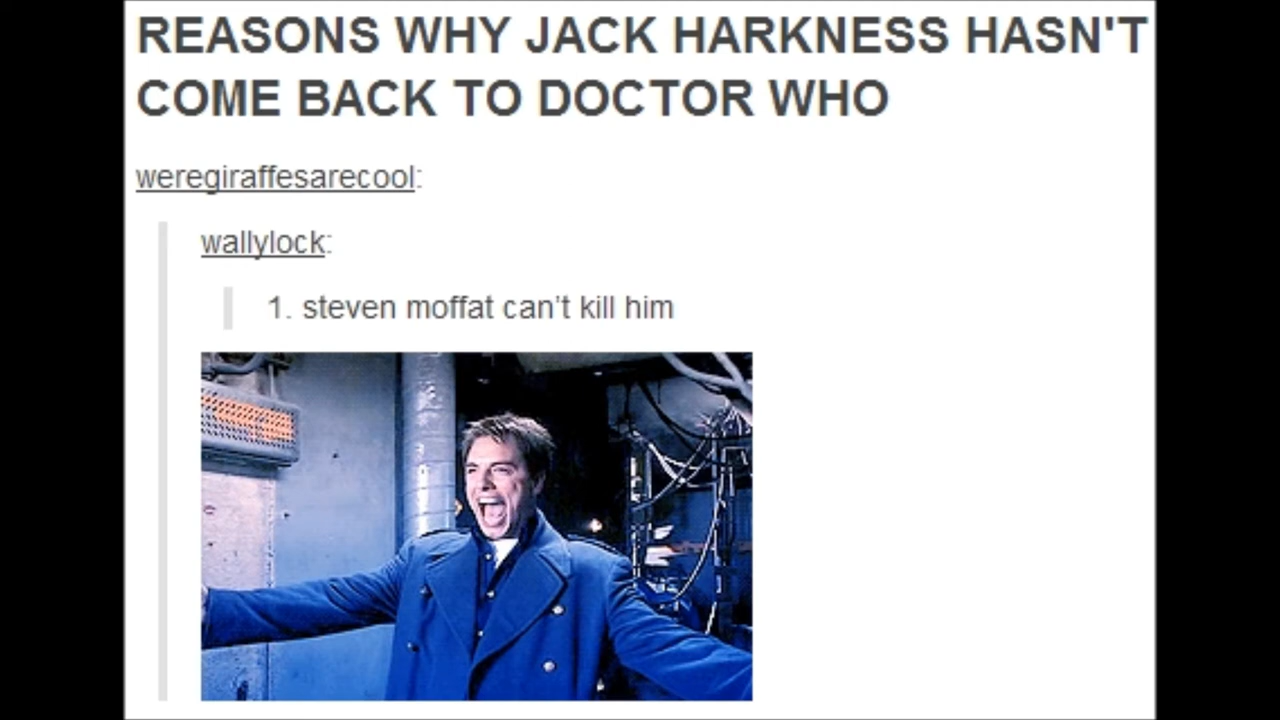 REASONS WHY JACK HARKNESS HASN'T
COME BACK TO DOCTOR WHO
weregiraffesarecool:
wallylock:
1. steven moffat can't kill him